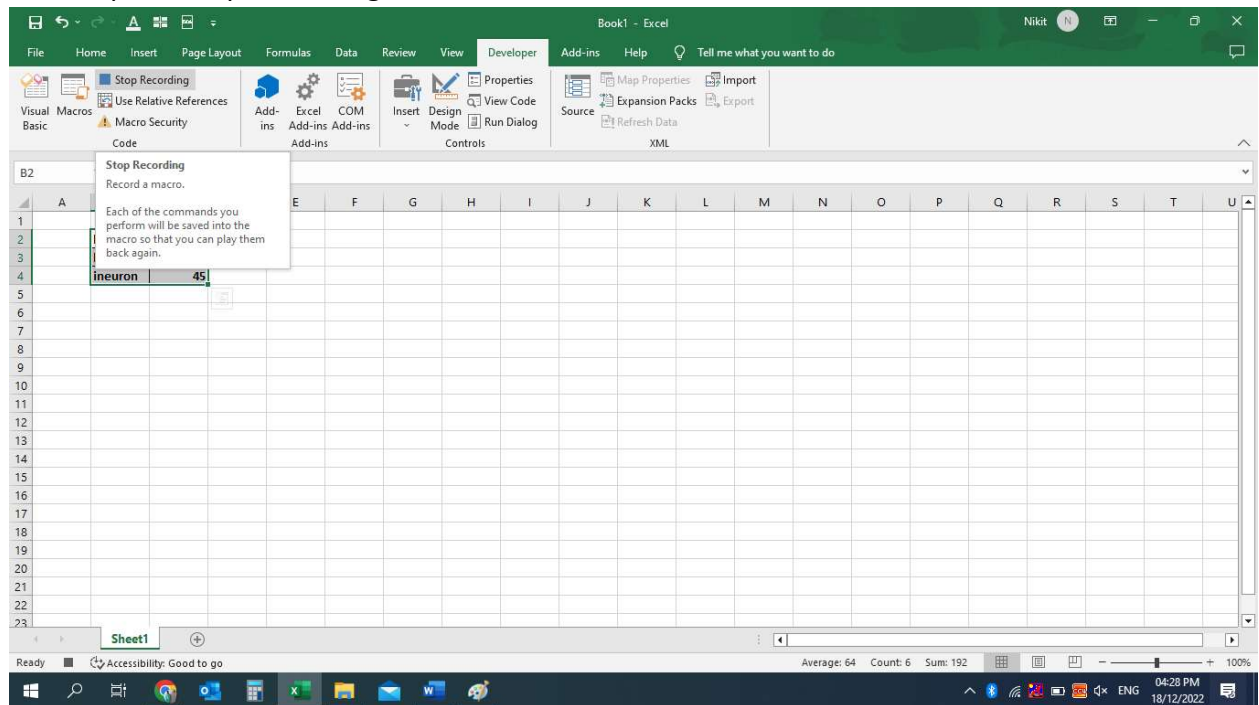 Book1 - Excel
Nikit N
File Home Insert Page Layout Formulas Data Review View Developer Add-ins Help Tell me what you want to do
Visual Basic
Macros
Stop Recording
Use Relative References
Macro Security
Code
Add-ins
Excel Add-ins
COM Add-ins
Add-ins
Insert
Design Mode
Properties
View Code
Run Dialog
Controls
Source
Map Properties
Expansion Packs
Refresh Data
Import
Export
XML
B2
Stop Recording
Record a macro.
Each of the commands you
perform will be saved into the
macro so that you can play them
back again.
A E F G H I J K L M N O P Q R S T U
1
2
3
4 ineuron 45
5
6
7
8
9
10
11
12
13
14
15
16
17
18
19
20
21
22
23
Sheet1
Ready Accessibility: Good to go Average: 64 Count: 6 Sum: 192 100%
ENG 04:28 PM
18/12/2022